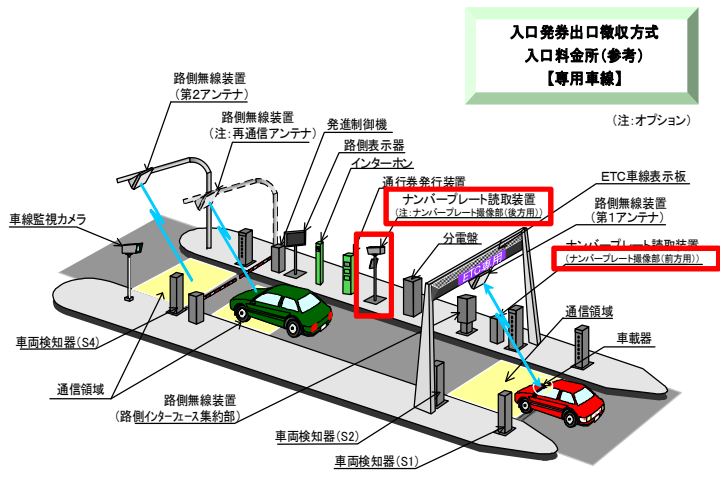 入口発券出口徴収方式
入口料金所(参考)
【専用車線】
(注:オプション)
路側無線装置
(第2アンテナ)
路側無線装置
(注:再通信アンテナ)
発進制御機
路側表示器
インターホン
通行券発行装置
ナンバープレート読取装置
(注:ナンバープレート撮像部(後方用))
分電盤
ETC車線表示板
路側無線装置
(第1アンテナ)
ナンバープレート読取装置
(ナンバープレート撮像部(前方用))
車線監視カメラ
ETC専用
通信領域
車載器
車両検知器(S4)
通信領域
路側無線装置
(路側インターフェース集約部)
車両検知器(S2)
車両検知器(S1)